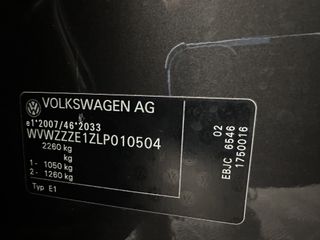 VOLKSWAGEN AG
e1*2007/46*2033
WVWZZZE1ZLP010504
2260 kg
kg
1- 1050 kg
2- 1260 kg
Typ E1
02
EBJC 6546
1750016